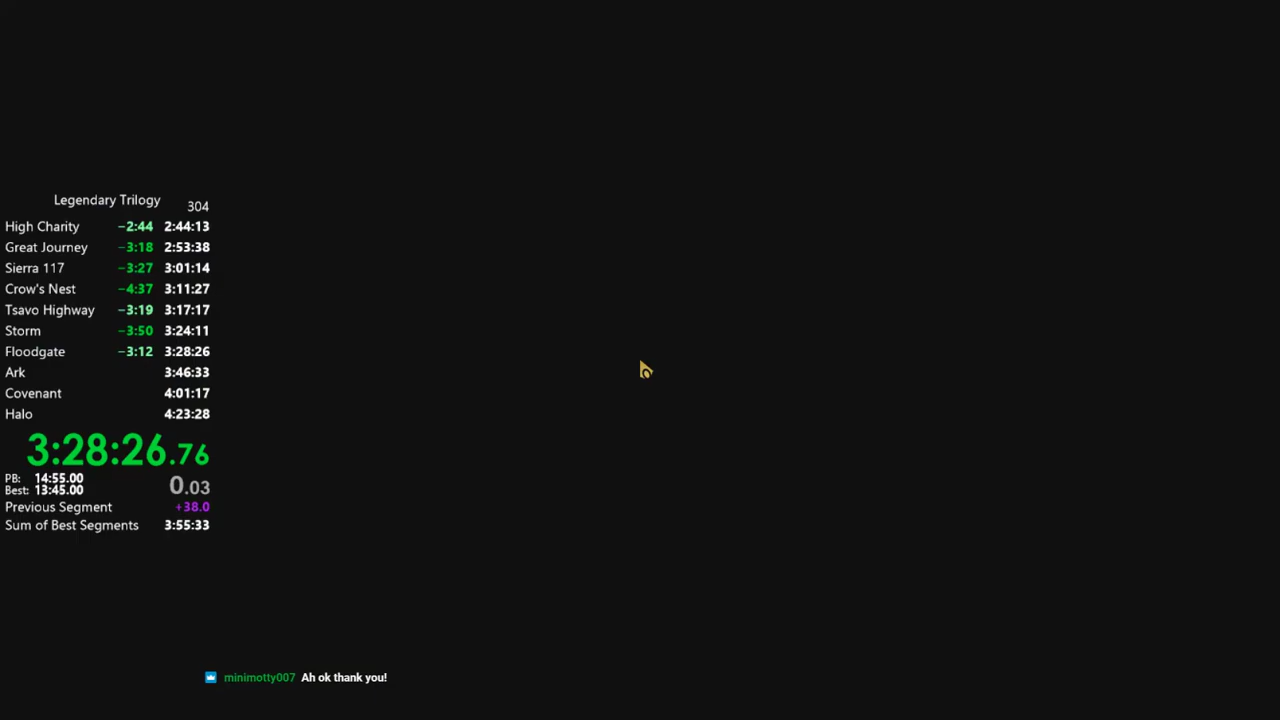 Legendary Trilogy 304
High Charity −2:44 2:44:13
Great Journey −3:18 2:53:38
Sierra 117 −3:27 3:01:14
Crow's Nest −4:37 3:11:27
Tsavo Highway −3:19 3:17:17
Storm −3:50 3:24:11
Floodgate −3:12 3:28:26
Ark 3:46:33
Covenant 4:01:17
Halo 4:23:28
3:28:26.76
PB: 14:55.00
Best: 13:45.00 0.03
Previous Segment +38.0
Sum of Best Segments 3:55:33
minimotty007 Ah ok thank you!